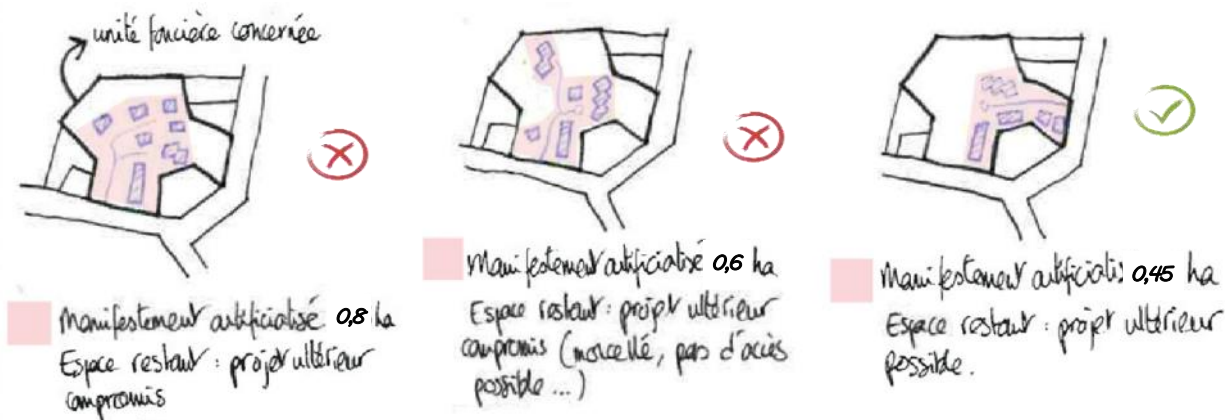 unité foncière concernée
Manifestement artificialisé 0,8 ha
Espace restant : projet ultérieur
compromis
Manifestement artificialisé 0,6 ha
Espace restant : projet ultérieur
compromis (morcellé, pas d'accès
possible ...)
Manifestement artificialisé 0,45 ha
Espace restant : projet ultérieur
possible.